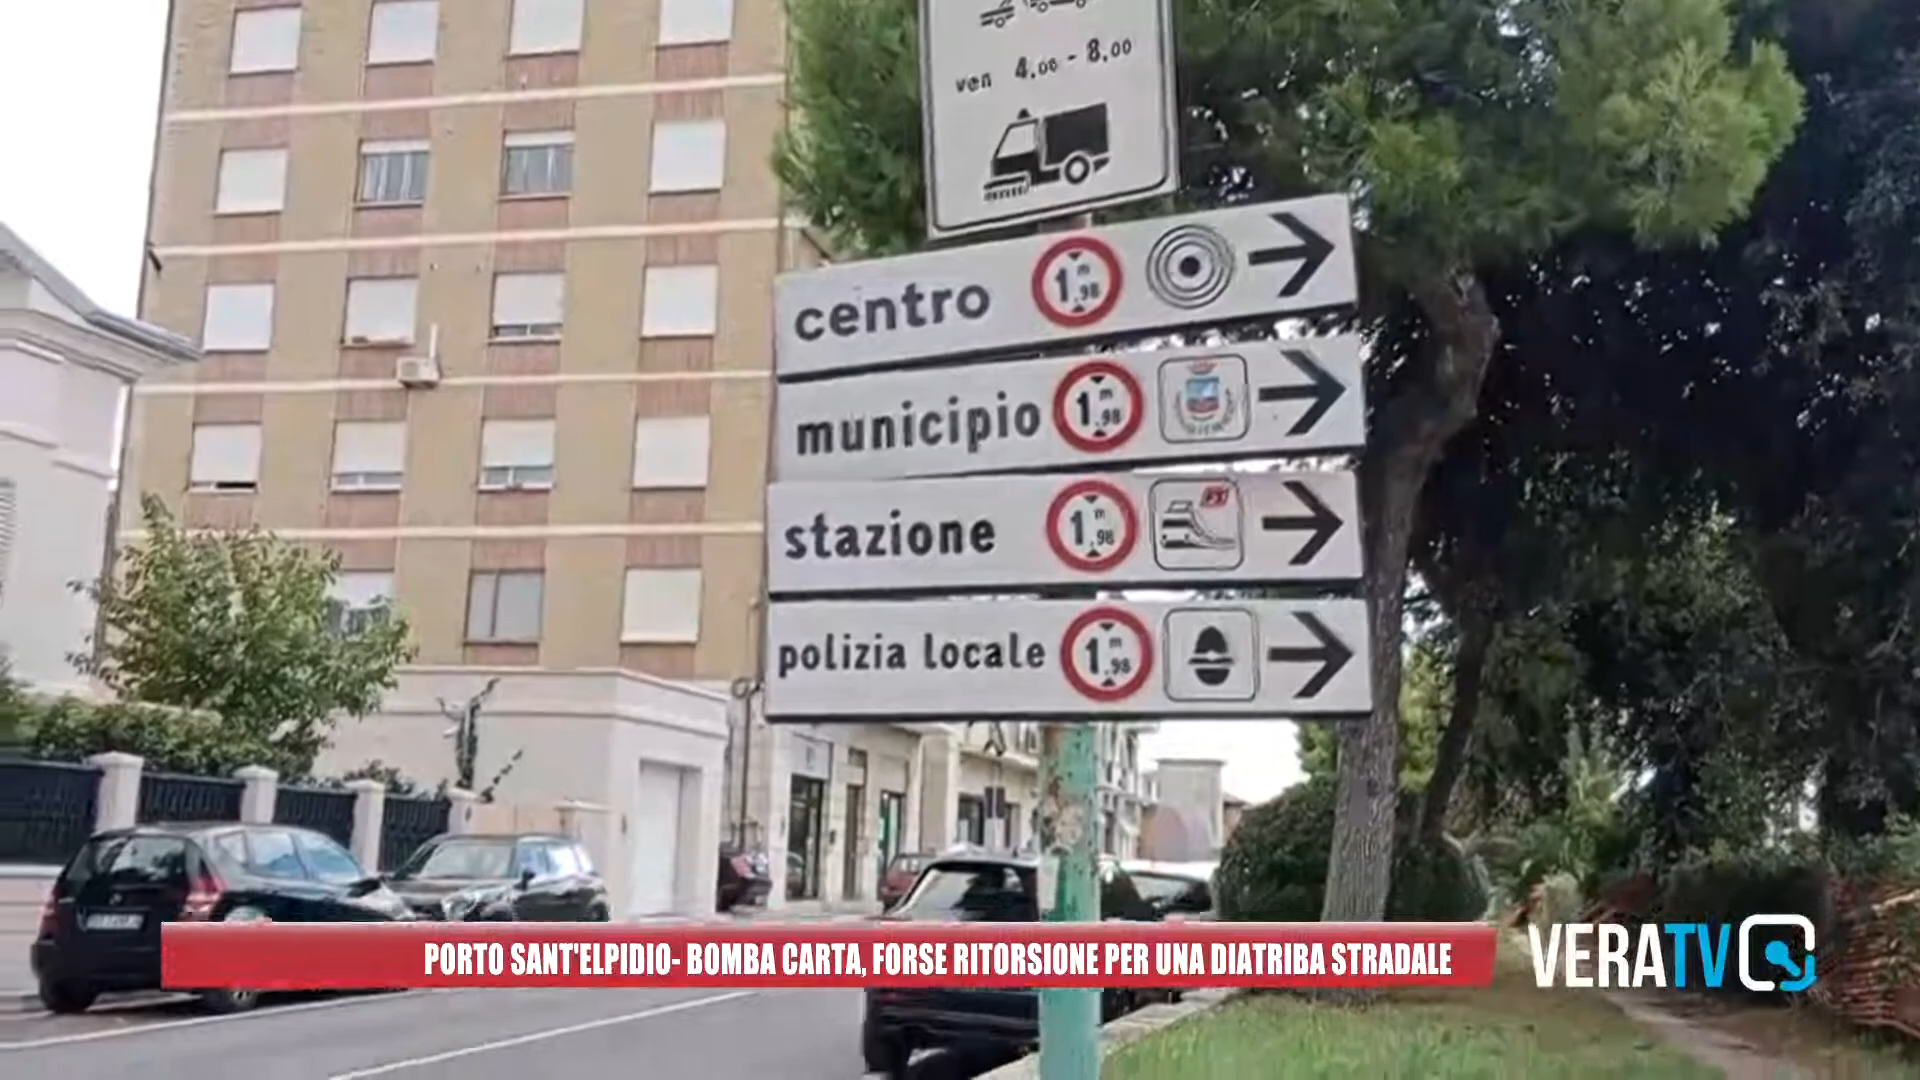 ven 4,00 - 8,00
centro 1 m ,98
municipio 1 m ,98
stazione 1 m ,98 FS
polizia locale 1 m ,98
PORTO SANT'ELPIDIO- BOMBA CARTA, FORSE RITORSIONE PER UNA DIATRIBA STRADALE
VERATV